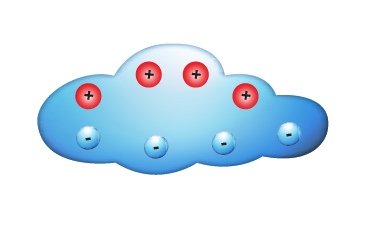 + +
+ +
- - - -